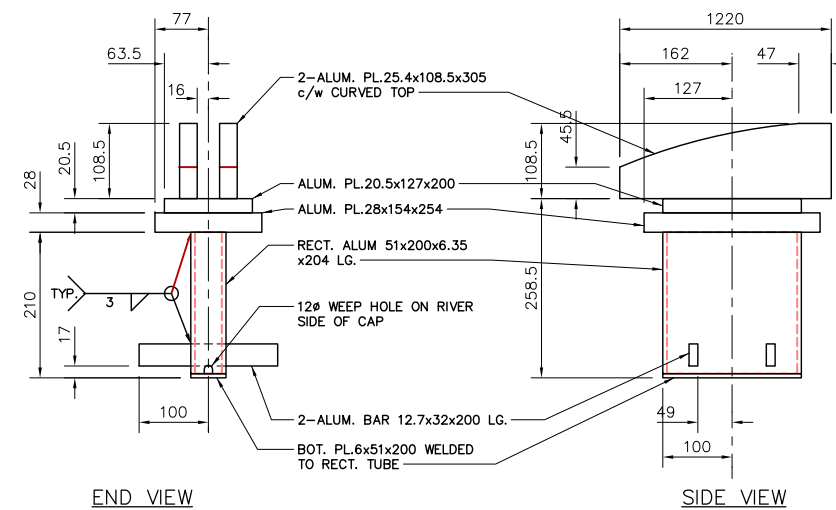 77
1220
63.5
162
47
16
2-ALUM. PL.25.4x108.5x305
c/w CURVED TOP
127
45.5
108.5
20.5
108.5
28
ALUM. PL.20.5x127x200
ALUM. PL.28x154x254
RECT. ALUM 51x200x6.35
x204 LG.
258.5
TYP.
3
210
12ø WEEP HOLE ON RIVER
SIDE OF CAP
17
100
2-ALUM. BAR 12.7x32x200 LG.
49
BOT. PL.6x51x200 WELDED
TO RECT. TUBE
100
END VIEW
SIDE VIEW